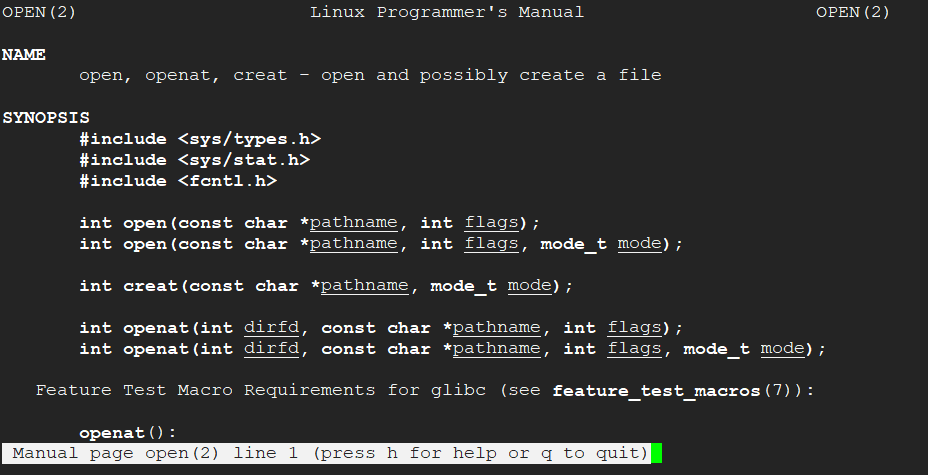 OPEN(2) Linux Programmer's Manual OPEN(2)
NAME
open, openat, creat - open and possibly create a file
SYNOPSIS
#include <sys/types.h>
#include <sys/stat.h>
#include <fcntl.h>
int open(const char *pathname, int flags);
int open(const char *pathname, int flags, mode_t mode);
int creat(const char *pathname, mode_t mode);
int openat(int dirfd, const char *pathname, int flags);
int openat(int dirfd, const char *pathname, int flags, mode_t mode);
Feature Test Macro Requirements for glibc (see feature_test_macros(7)):
openat():
Manual page open(2) line 1 (press h for help or q to quit)